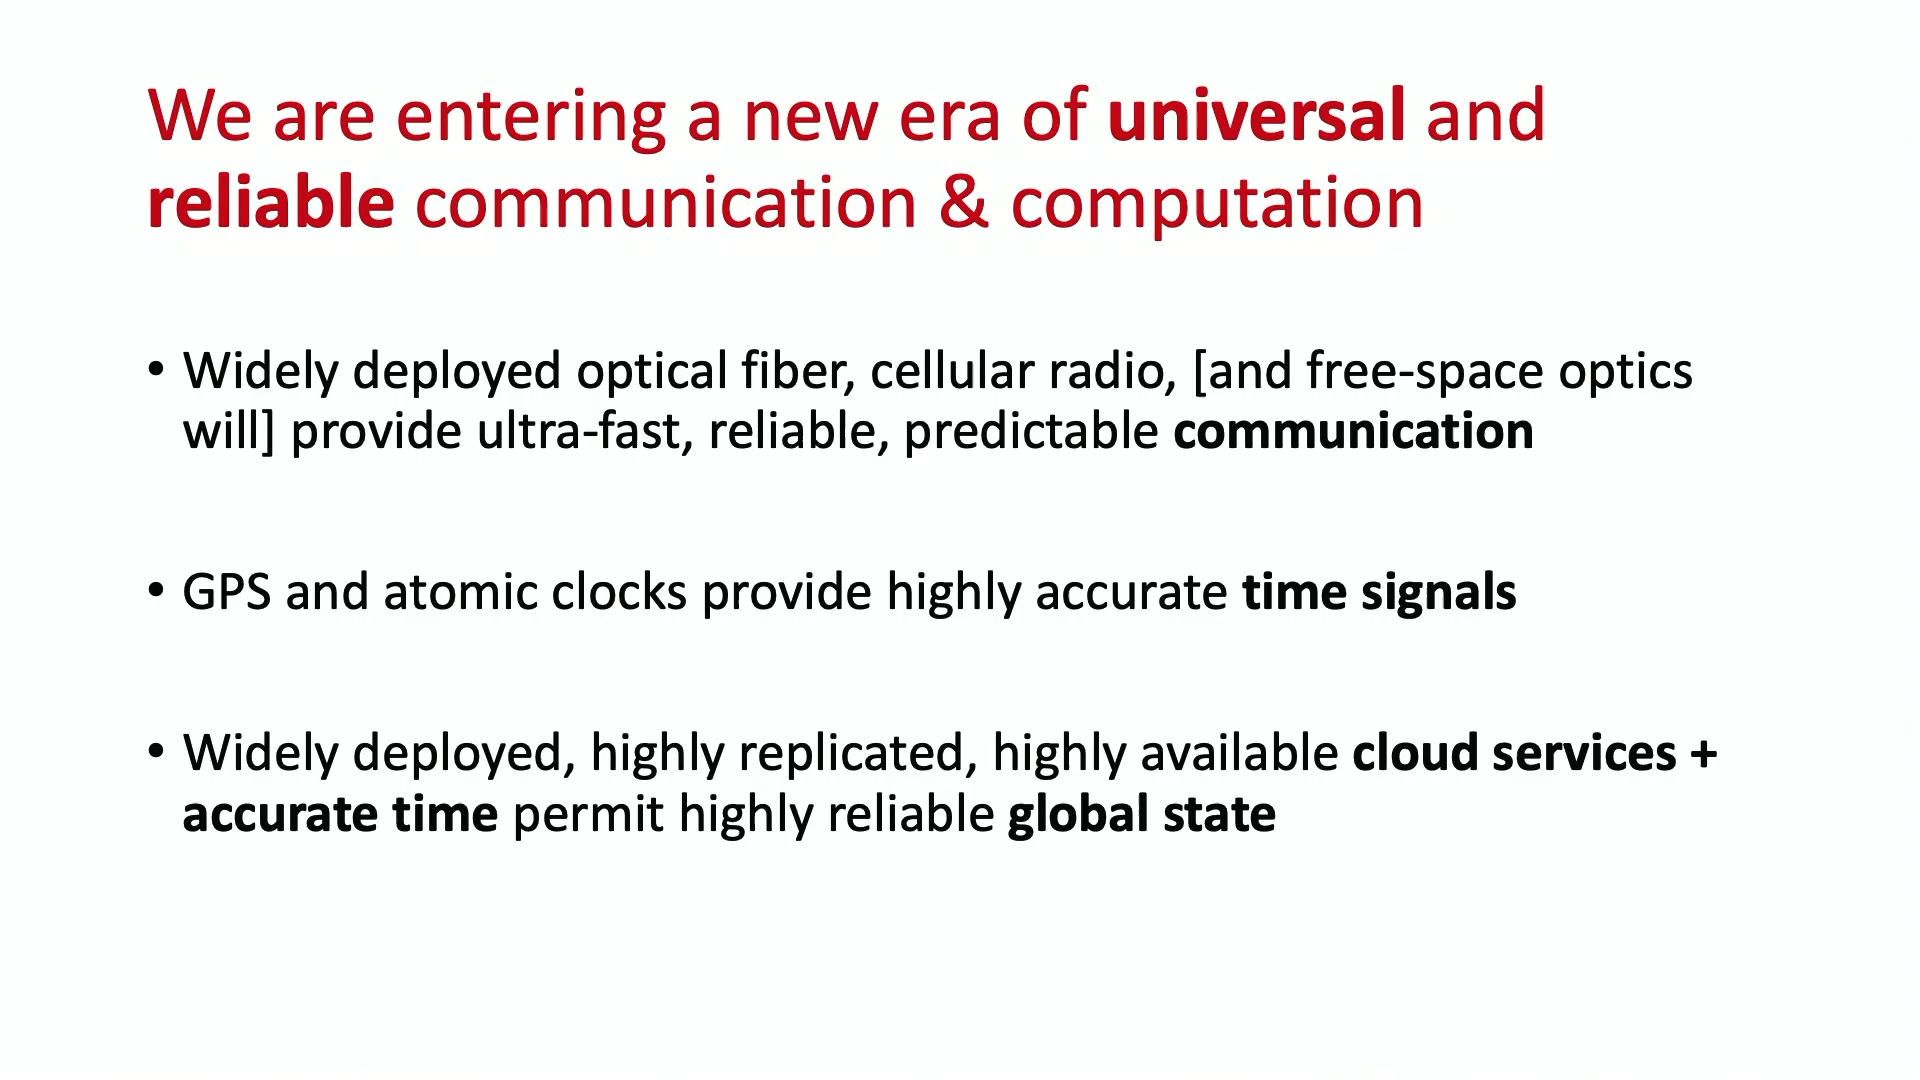 We are entering a new era of universal and
reliable communication & computation
• Widely deployed optical fiber, cellular radio, [and free-space optics
will] provide ultra-fast, reliable, predictable communication
• GPS and atomic clocks provide highly accurate time signals
• Widely deployed, highly replicated, highly available cloud services +
accurate time permit highly reliable global state